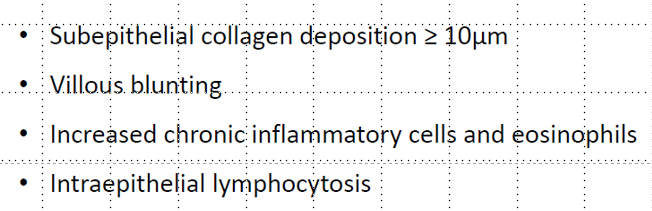 • Subepithelial collagen deposition ≥ 10µm
• Villous blunting
• Increased chronic inflammatory cells and eosinophils
• Intraepithelial lymphocytosis